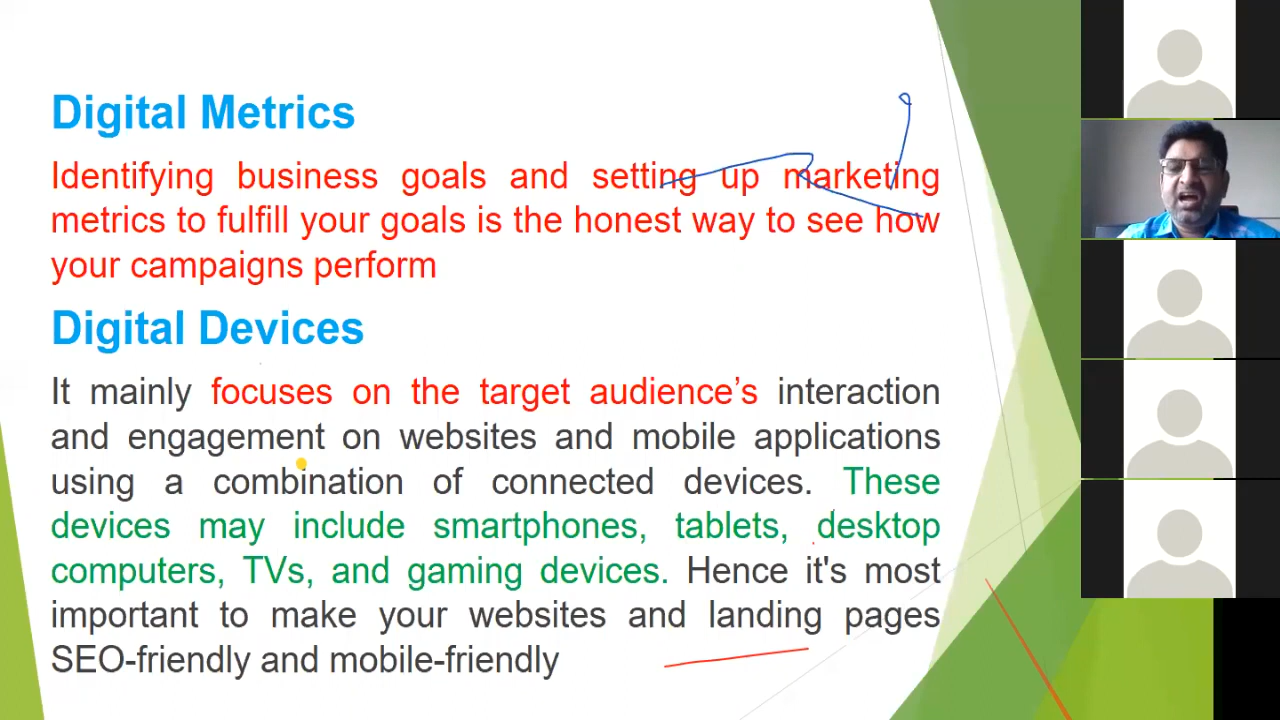 Digital Metrics
Identifying business goals and setting up marketing
metrics to fulfill your goals is the honest way to see how
your campaigns perform
Digital Devices
It mainly focuses on the target audience’s interaction
and engagement on websites and mobile applications
using a combination of connected devices. These
devices may include smartphones, tablets, desktop
computers, TVs, and gaming devices. Hence it's most
important to make your websites and landing pages
SEO-friendly and mobile-friendly